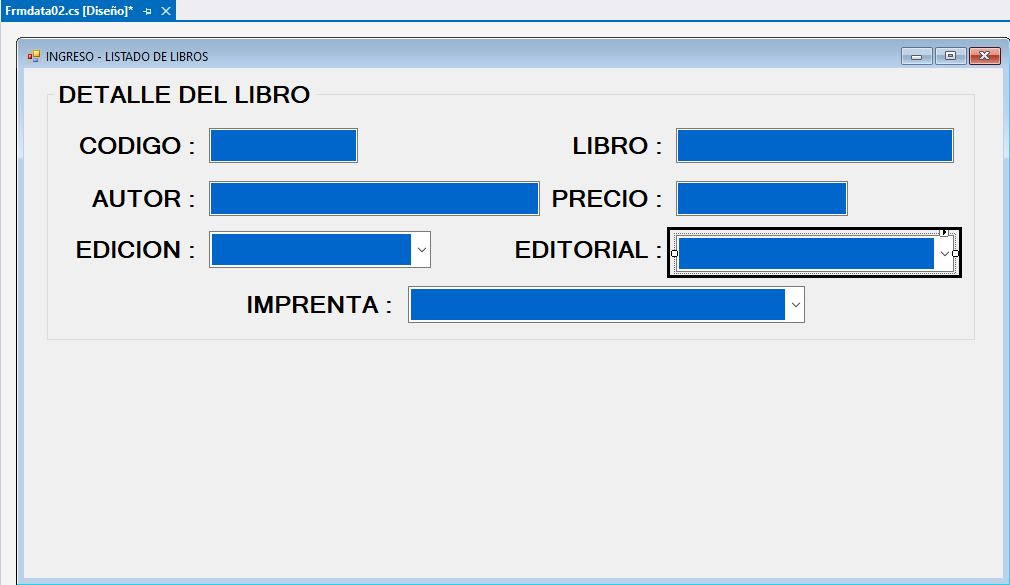 Frmdata02.cs [Diseño]*
INGRESO - LISTADO DE LIBROS
DETALLE DEL LIBRO
CODIGO : LIBRO :
AUTOR : PRECIO :
EDICION : EDITORIAL :
IMPRENTA :